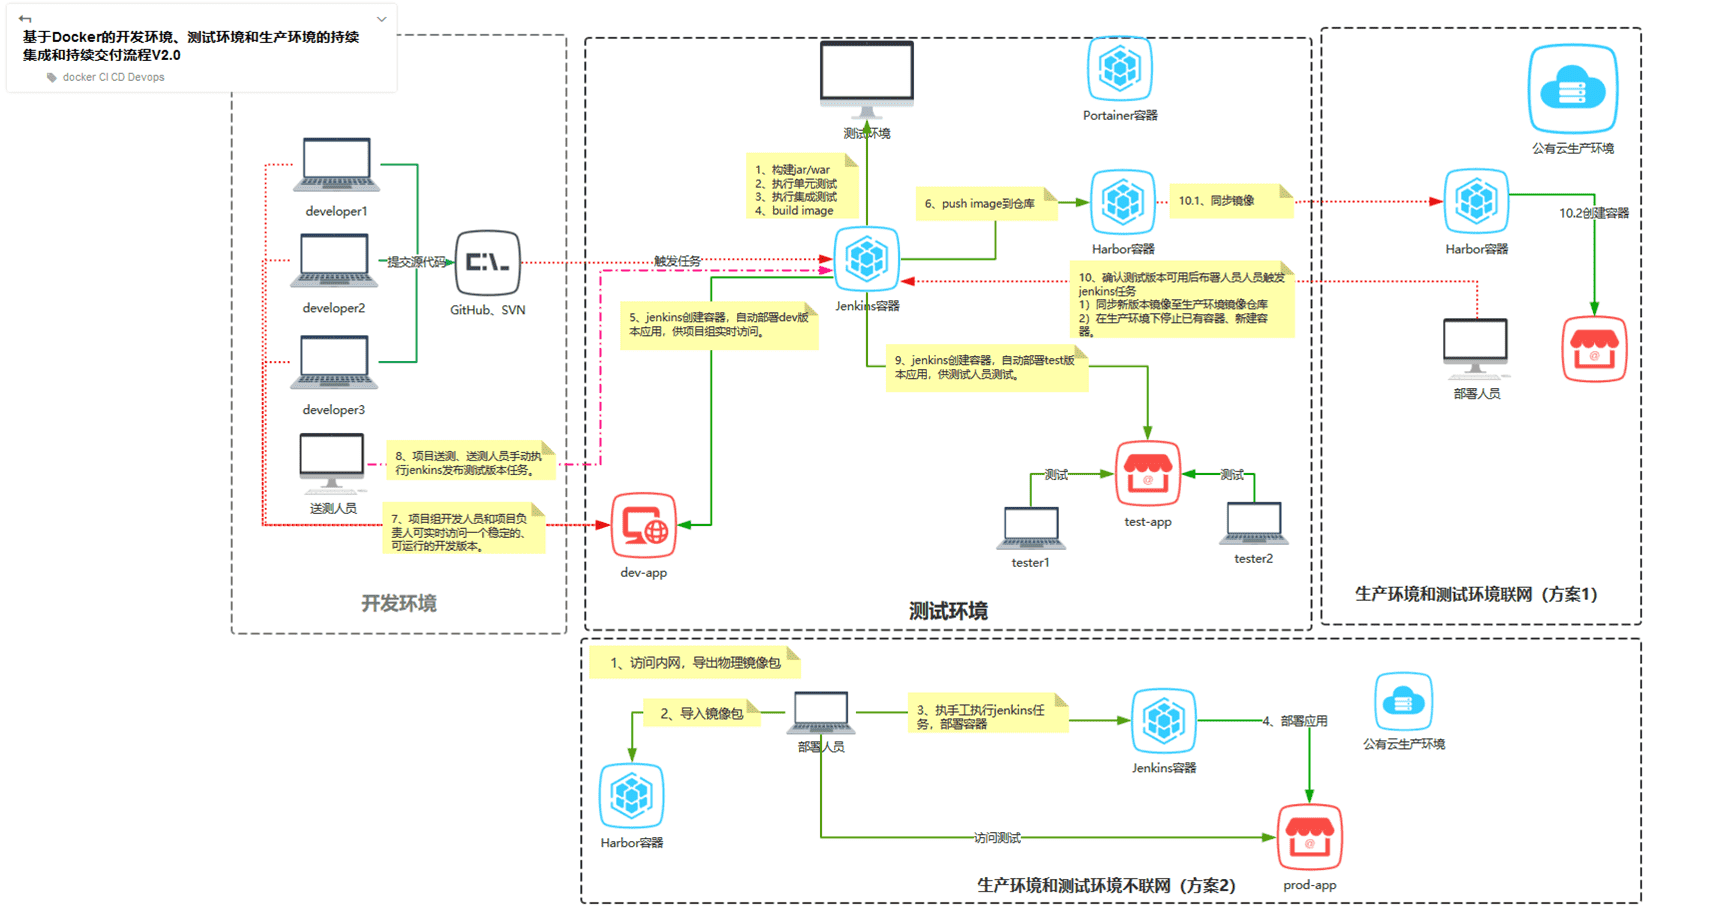 基于Docker的开发环境、测试环境和生产环境的持续
集成和持续交付流程V2.0
docker CI CD Devops
developer1
developer2
developer3
提交源代码
GitHub、SVN
送测人员
8、项目送测、送测人员手动执
行jenkins发布测试版本任务。
7、项目组开发人员和项目负
责人可实时访问一个稳定的、
可运行的开发版本。
开发环境
测试环境
Portainer容器
1、构建jar/war
2、执行单元测试
3、执行集成测试
4、build image
6、push image到仓库
Harbor容器
10.1、同步镜像
触发任务
Jenkins容器
10、确认测试版本可用后布署人员人员触发
jenkins任务
1）同步新版本镜像至生产环境镜像仓库
2）在生产环境下停止已有容器、新建容
器。
5、jenkins创建容器，自动部署dev版
本应用，供项目组实时访问。
9、jenkins创建容器，自动部署test版
本应用，供测试人员测试。
测试
测试
test-app
tester1
tester2
dev-app
测试环境
公有云生产环境
Harbor容器
10.2创建容器
部署人员
生产环境和测试环境联网（方案1）
1、访问内网，导出物理镜像包
2、导入镜像包
部署人员
3、执手工执行jenkins任
务，部署容器
Jenkins容器
4、部署应用
公有云生产环境
Harbor容器
访问测试
prod-app
生产环境和测试环境不联网（方案2）